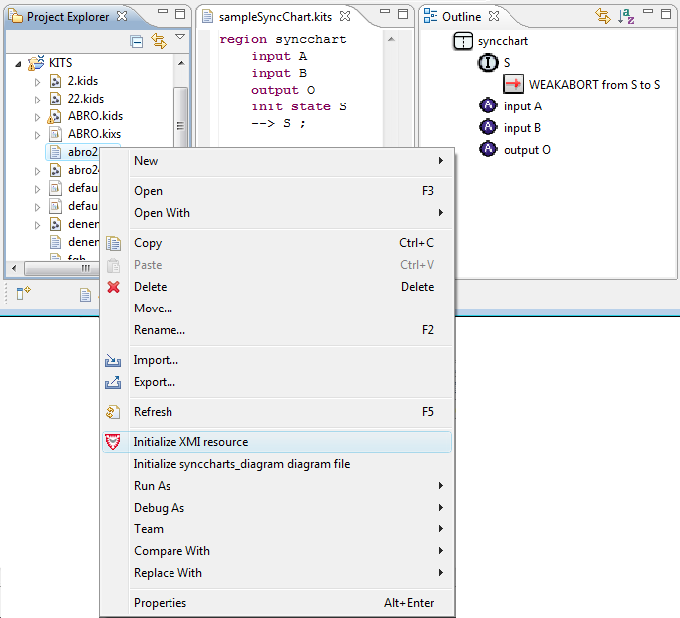 Project Explorer
KITS
2.kids
22.kids
ABRO.kids
ABRO.kixs
abro2
abro24
defau
defau
dener
dener
sampleSyncChart.kits
region syncchart
input A
input B
output O
init state S
--> S ;
Outline
syncchart
S
WEAKABORT from S to S
input A
input B
output O
New
Open F3
Open With
Copy Ctrl+C
Paste Ctrl+V
Delete Delete
Move...
Rename... F2
Import...
Export...
Refresh F5
Initialize XMI resource
Initialize synccharts_diagram diagram file
Run As
Debug As
Team
Compare With
Replace With
Properties Alt+Enter